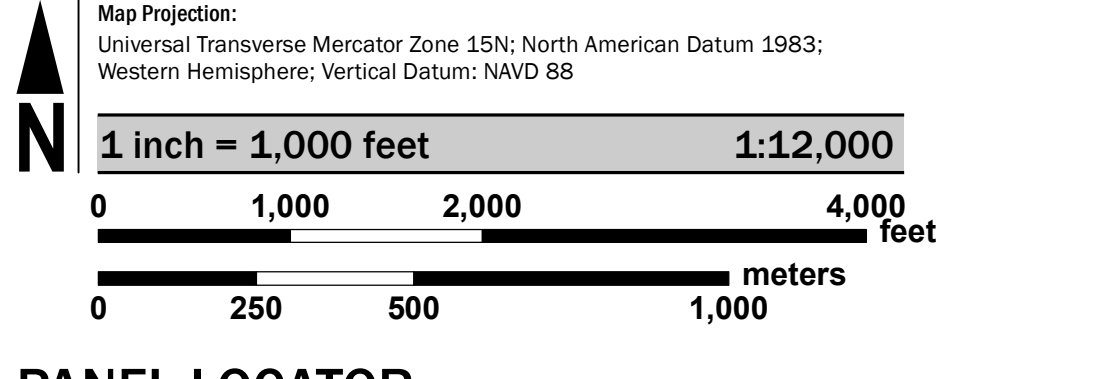 Map Projection:
Universal Transverse Mercator Zone 15N; North American Datum 1983;
Western Hemisphere; Vertical Datum: NAVD 88
N
1 inch = 1,000 feet 1:12,000
0 1,000 2,000 4,000
feet
meters
0 250 500 1,000
PANEL LOCATOR